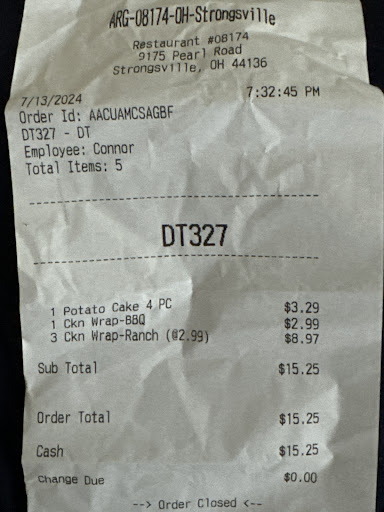 ARG-08174-OH-Strongsville
Restaurant #08174
9175 Pearl Road
Strongsville, OH 44136
7/13/2024 7:32:45 PM
Order Id: AACUAMCSAGBF
DT327 - DT
Employee: Connor
Total Items: 5
DT327
1 Potato Cake 4 PC $3.29
1 Ckn Wrap-BBQ $2.99
3 Ckn Wrap-Ranch (@2.99) $8.97
Sub Total $15.25
Order Total $15.25
Cash $15.25
Change Due $0.00
--> Order Closed <--